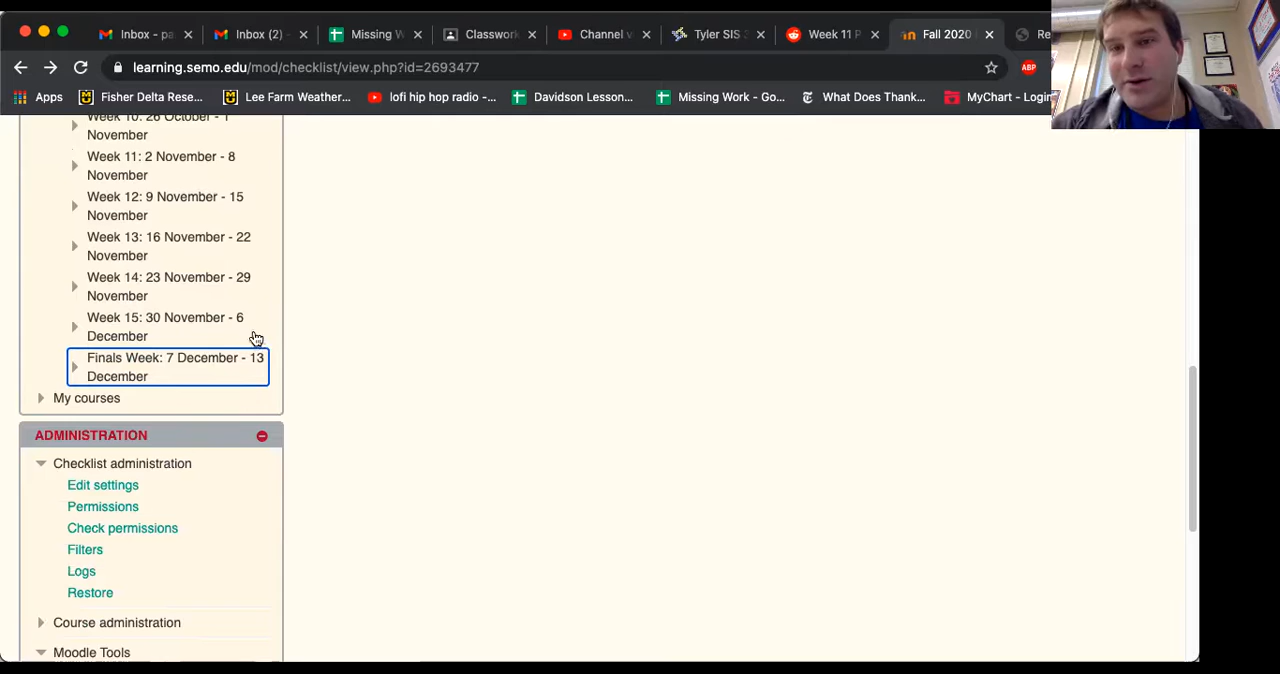 Inbox - pa
Inbox (2)
Missing W
Classwork
Channel v
Tyler SIS 3
Week 11 P
Fall 2020
Re
learning.semo.edu/mod/checklist/view.php?id=2693477
ABP
Apps
Fisher Delta Rese...
Lee Farm Weather...
lofi hip hop radio -...
Davidson Lesson...
Missing Work - Go...
What Does Thank...
MyChart - Login
Week 10: 26 October - 1
November
Week 11: 2 November - 8
November
Week 12: 9 November - 15
November
Week 13: 16 November - 22
November
Week 14: 23 November - 29
November
Week 15: 30 November - 6
December
Finals Week: 7 December - 13
December
My courses
ADMINISTRATION
Checklist administration
Edit settings
Permissions
Check permissions
Filters
Logs
Restore
Course administration
Moodle Tools